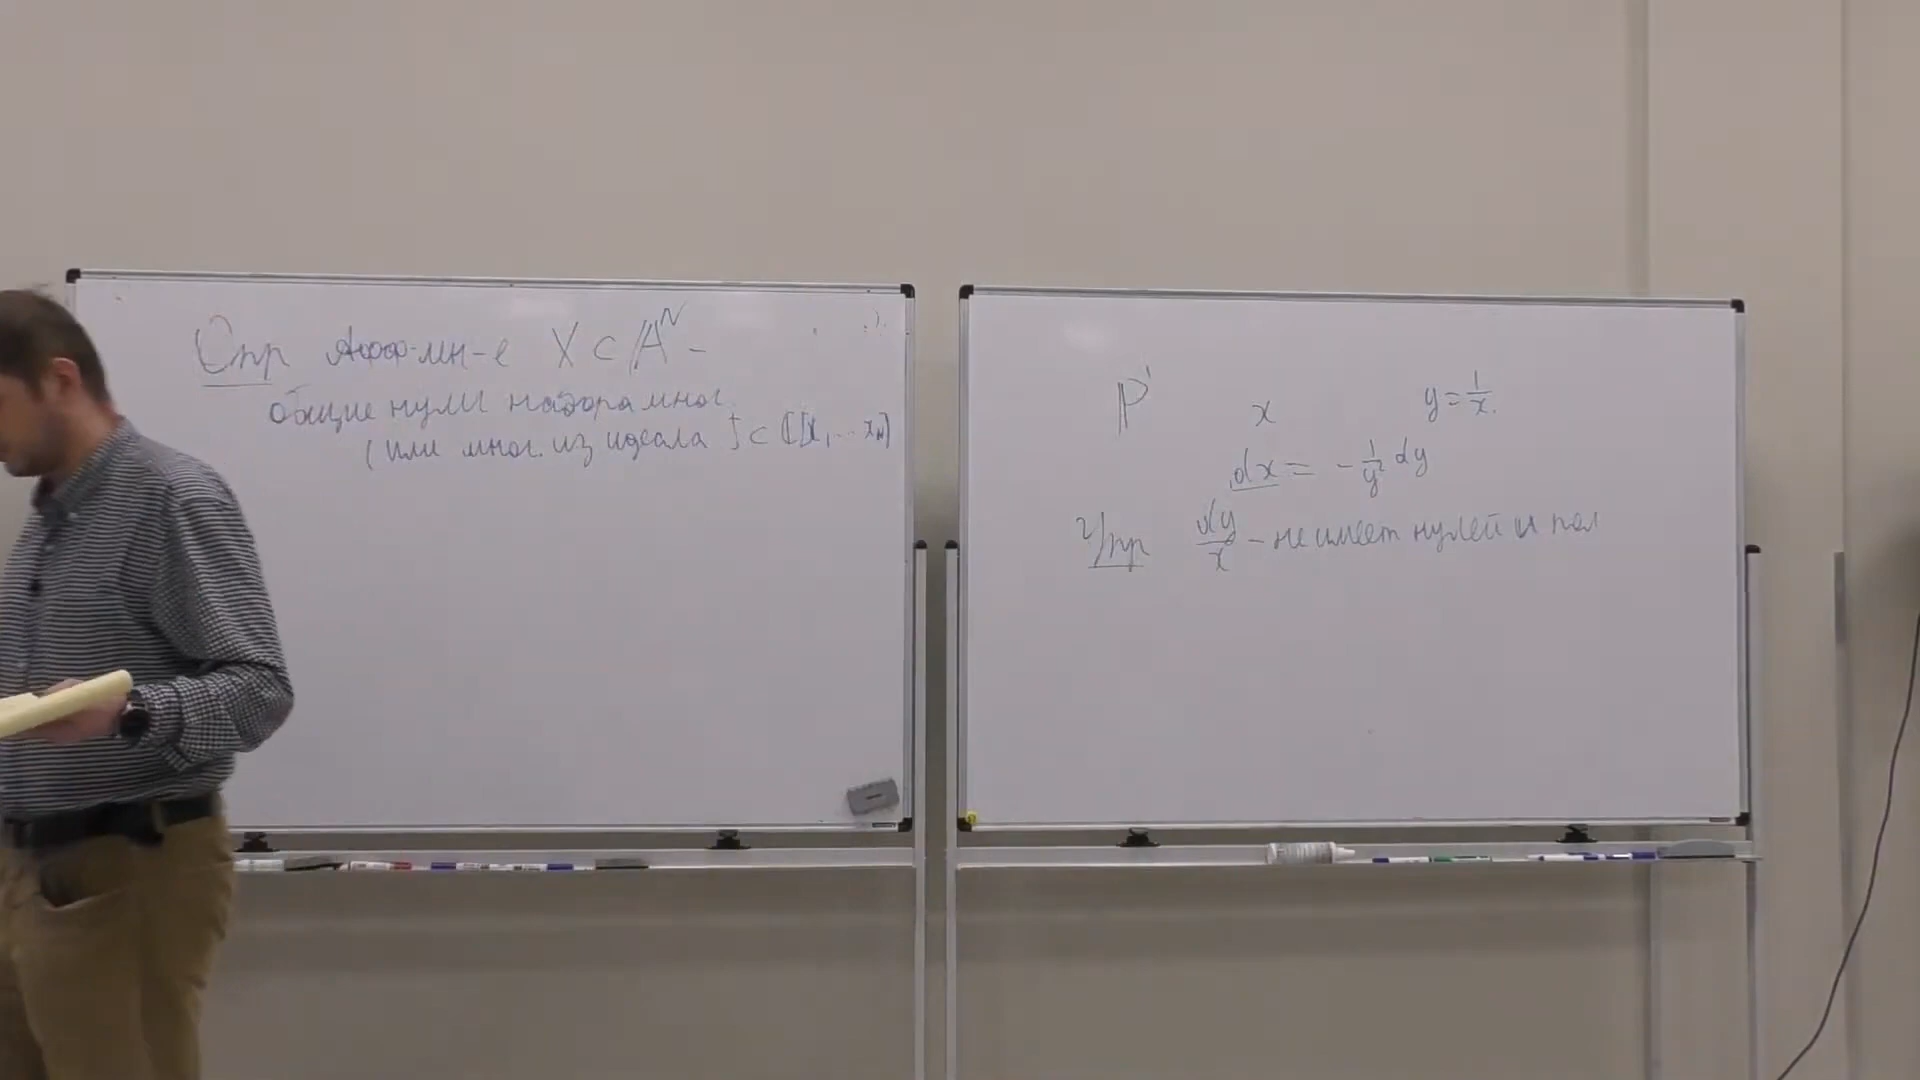 Опр Афф. мн-е X ⊂ 𝔸^N –
общие нули набора мног.
(или мног. из идеала J ⊂ ℂ[x₁, … x_N]
ℙ¹ x y = 1/x.
dx = - 1/y² dy
Упр dy/x – не имеет нулей и пол